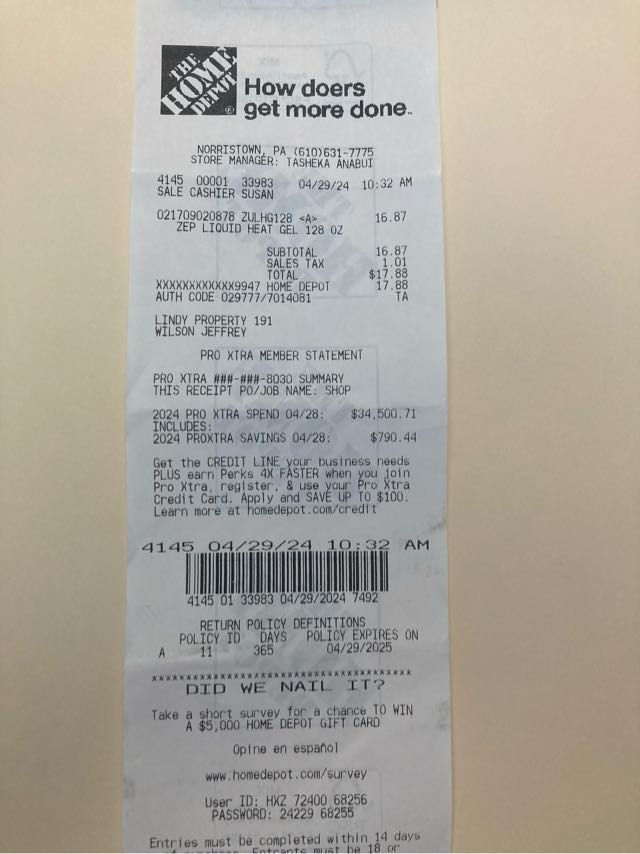 THE
HOME
DEPOT
How doers
get more done.
NORRISTOWN, PA (610)631-7775
STORE MANAGER: TASHEKA ANABUI
4145 00001 33983 04/29/24 10:32 AM
SALE CASHIER SUSAN
021709020878 ZULHG128 <A> 16.87
ZEP LIQUID HEAT GEL 128 OZ
SUBTOTAL 16.87
SALES TAX 1.01
TOTAL $17.88
XXXXXXXXXXXX9947 HOME DEPOT 17.88
AUTH CODE 029777/7014081 TA
LINDY PROPERTY 191
WILSON JEFFREY
PRO XTRA MEMBER STATEMENT
PRO XTRA ###-###-8030 SUMMARY
THIS RECEIPT PO/JOB NAME: SHOP
2024 PRO XTRA SPEND 04/28: $34,500.71
INCLUDES:
2024 PROXTRA SAVINGS 04/28: $790.44
Get the CREDIT LINE your business needs
PLUS earn Perks 4X FASTER when you join
Pro Xtra, register, & use your Pro Xtra
Credit Card. Apply and SAVE UP TO $100.
Learn more at homedepot.com/credit
4145 04/29/24 10:32 AM
4145 01 33983 04/29/2024 7492
RETURN POLICY DEFINITIONS
POLICY ID DAYS POLICY EXPIRES ON
A 11 365 04/29/2025
****************************************
DID WE NAIL IT?
Take a short survey for a chance TO WIN
A $5,000 HOME DEPOT GIFT CARD
Opine en español
www.homedepot.com/survey
User ID: HXZ 72400 68256
PASSWORD: 24229 68255
Entries must be completed within 14 days
of purchase. Entrants must be 18 or